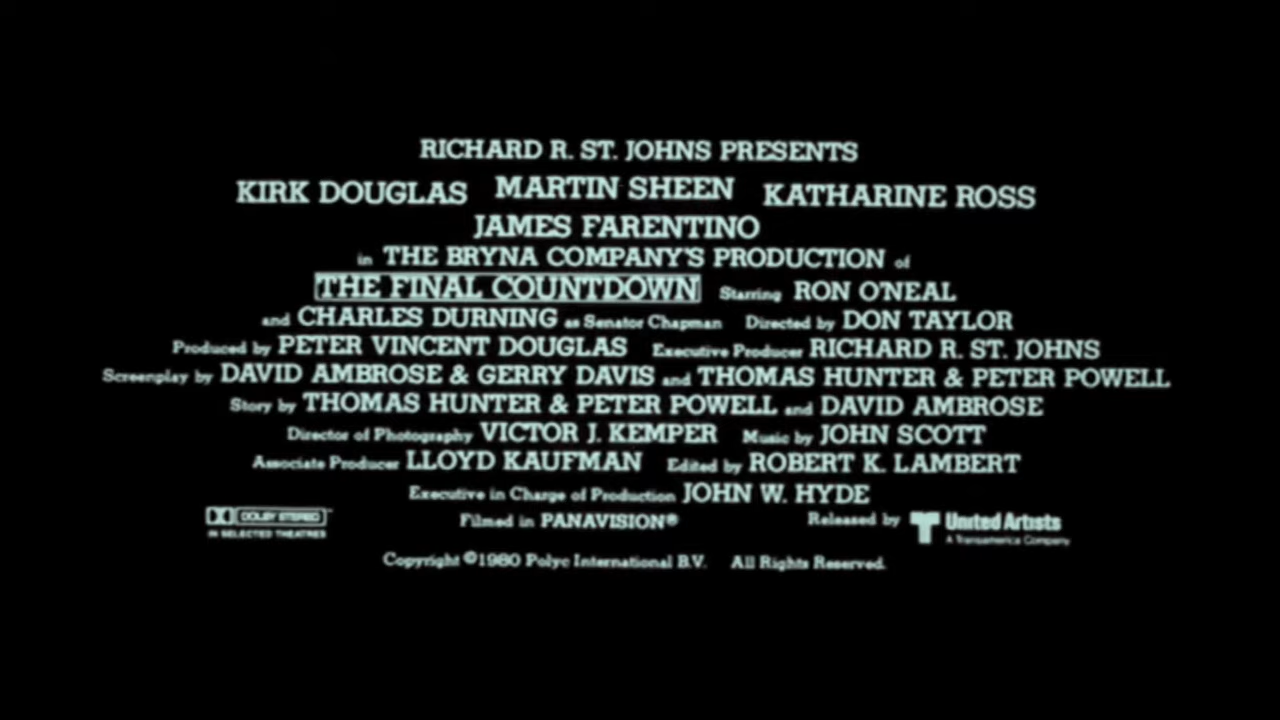 RICHARD R. ST. JOHNS PRESENTS
KIRK DOUGLAS MARTIN SHEEN KATHARINE ROSS
JAMES FARENTINO
in THE BRYNA COMPANY'S PRODUCTION of
THE FINAL COUNTDOWN Starring RON O'NEAL
and CHARLES DURNING as Senator Chapman Directed by DON TAYLOR
Produced by PETER VINCENT DOUGLAS Executive Producer RICHARD R. ST. JOHNS
Screenplay by DAVID AMBROSE & GERRY DAVIS and THOMAS HUNTER & PETER POWELL
Story by THOMAS HUNTER & PETER POWELL and DAVID AMBROSE
Director of Photography VICTOR J. KEMPER Music by JOHN SCOTT
Associate Producer LLOYD KAUFMAN Edited by ROBERT K. LAMBERT
Executive in Charge of Production JOHN W. HYDE
DOLBY STEREO™
IN SELECTED THEATRES
Filmed in PANAVISION®
Released by United Artists
A Transamerica Company
Copyright ©1980 Polyc International B.V. All Rights Reserved.